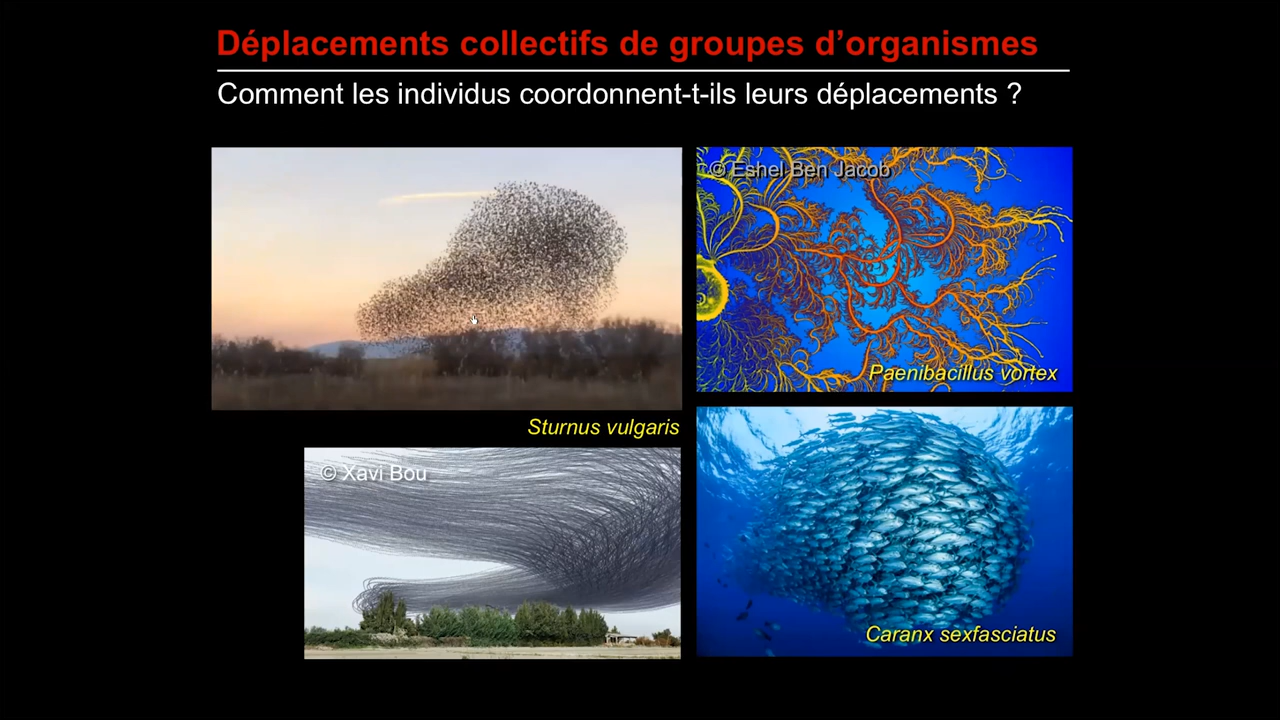 Déplacements collectifs de groupes d’organismes
Comment les individus coordonnent-t-ils leurs déplacements ?
© Eshel Ben Jacob
Paenibacillus vortex
Sturnus vulgaris
© Xavi Bou
Caranx sexfasciatus